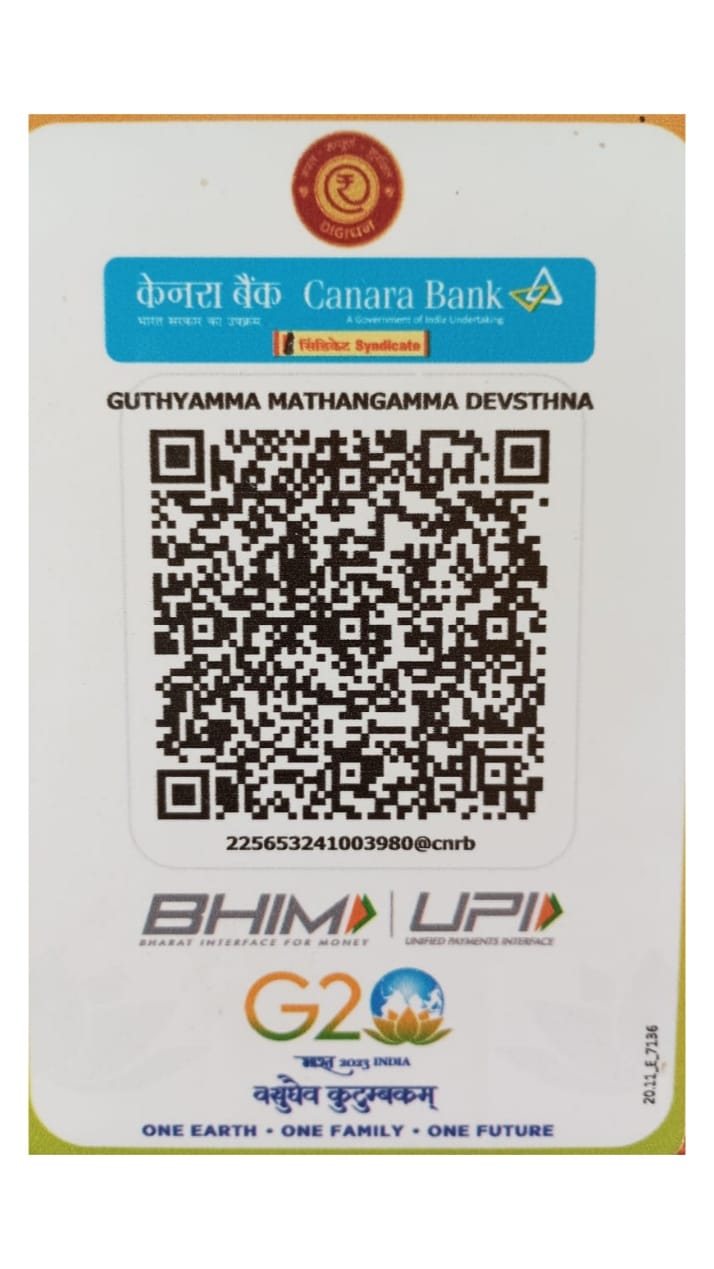 DIGIधन
केनरा बैंक Canara Bank
भारत सरकार का उपक्रम A Government of India Undertaking
सिंडिकेट Syndicate
GUTHYAMMA MATHANGAMMA DEVSTHNA
225653241003980@cnrb
BHIM UPI
BHARAT INTERFACE FOR MONEY UNIFIED PAYMENTS INTERFACE
G20
भारत 2023 INDIA
वसुधैव कुटुम्बकम्
ONE EARTH • ONE FAMILY • ONE FUTURE
20.11_E_7136